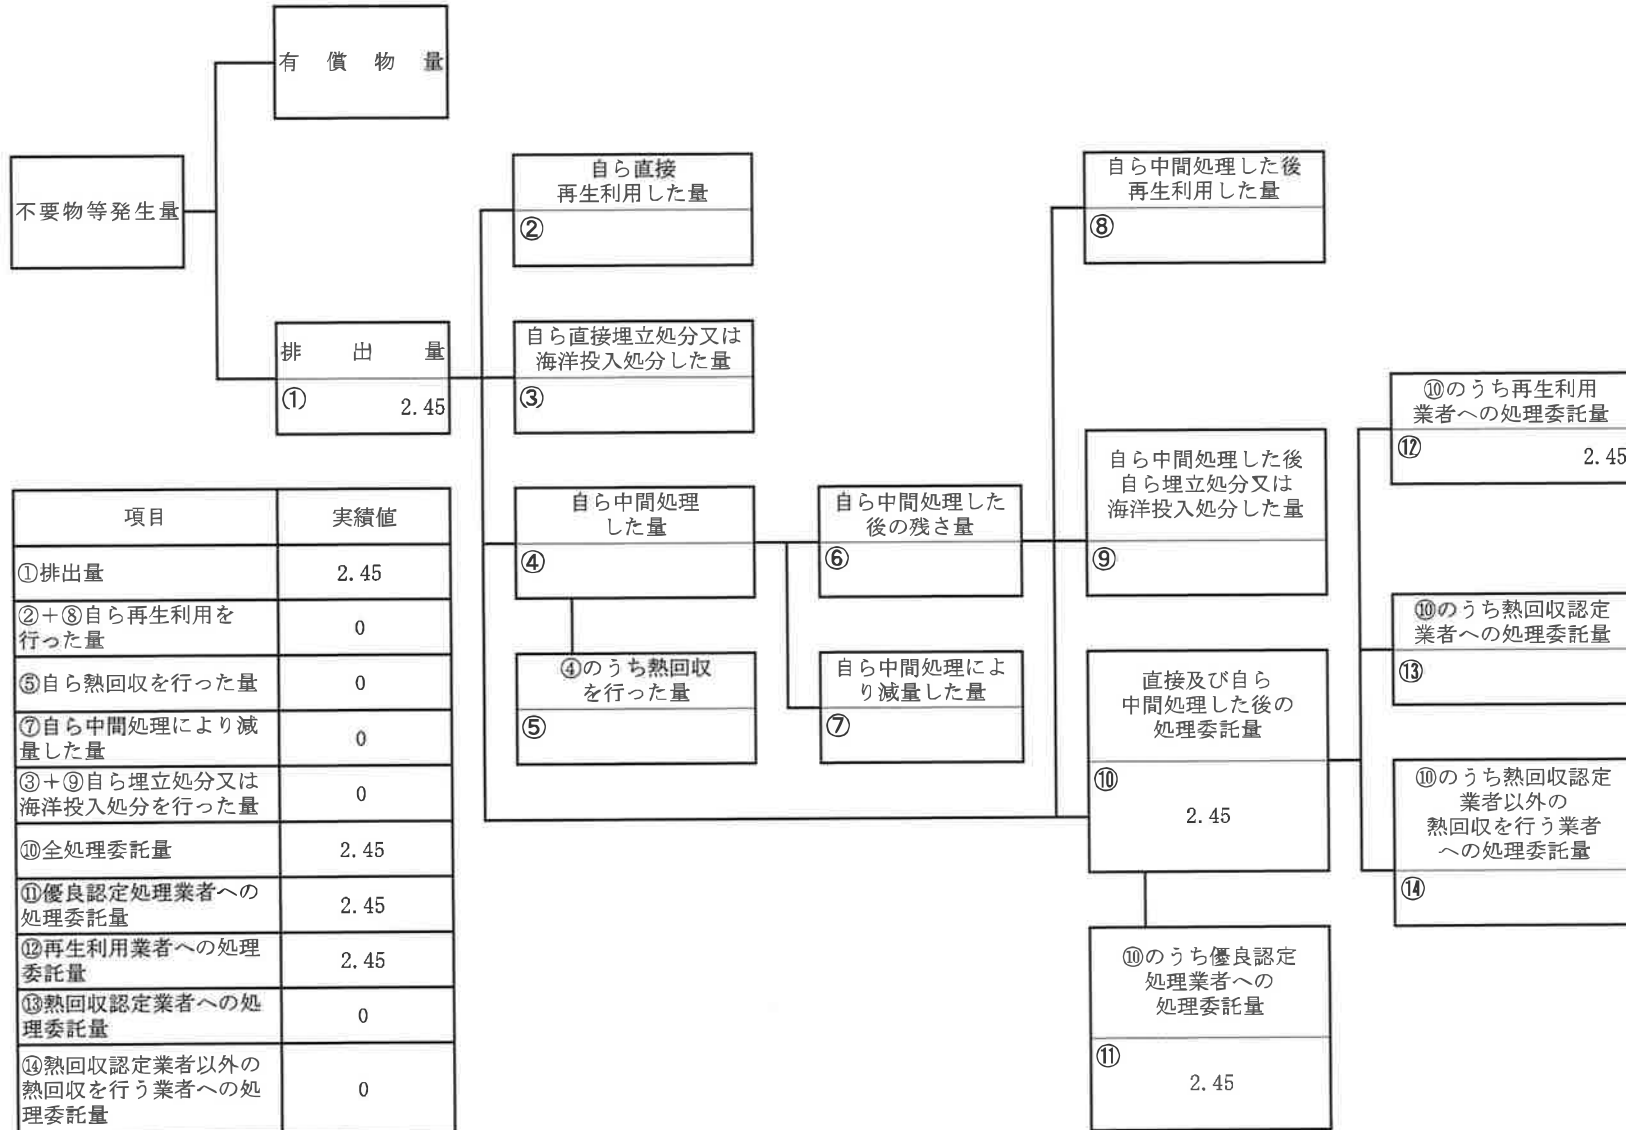 有償物量
不要物等発生量
排出量
①
2.45
自ら直接
再生利用した量
②
自ら直接埋立処分又は
海洋投入処分した量
③
自ら中間処理
した量
④
④のうち熱回収
を行った量
⑤
自ら中間処理した
後の残さ量
⑥
自ら中間処理によ
り減量した量
⑦
自ら中間処理した後
再生利用した量
⑧
自ら中間処理した後
自ら埋立処分又は
海洋投入処分した量
⑨
直接及び自ら
中間処理した後の
処理委託量
⑩
2.45
⑩のうち優良認定
処理業者への
処理委託量
⑪
2.45
⑩のうち再生利用
業者への処理委託量
⑫
2.45
⑩のうち熱回収認定
業者への処理委託量
⑬
⑩のうち熱回収認定
業者以外の
熱回収を行う業者
への処理委託量
⑭
項目 実績値
①排出量 2.45
②+⑧自ら再生利用を
行った量 0
⑤自ら熱回収を行った量 0
⑦自ら中間処理により減
量した量 0
③+⑨自ら埋立処分又は
海洋投入処分を行った量 0
⑩全処理委託量 2.45
⑪優良認定処理業者への
処理委託量 2.45
⑫再生利用業者への処理
委託量 2.45
⑬熱回収認定業者への処
理委託量 0
⑭熱回収認定業者以外の
熱回収を行う業者への処
理委託量 0